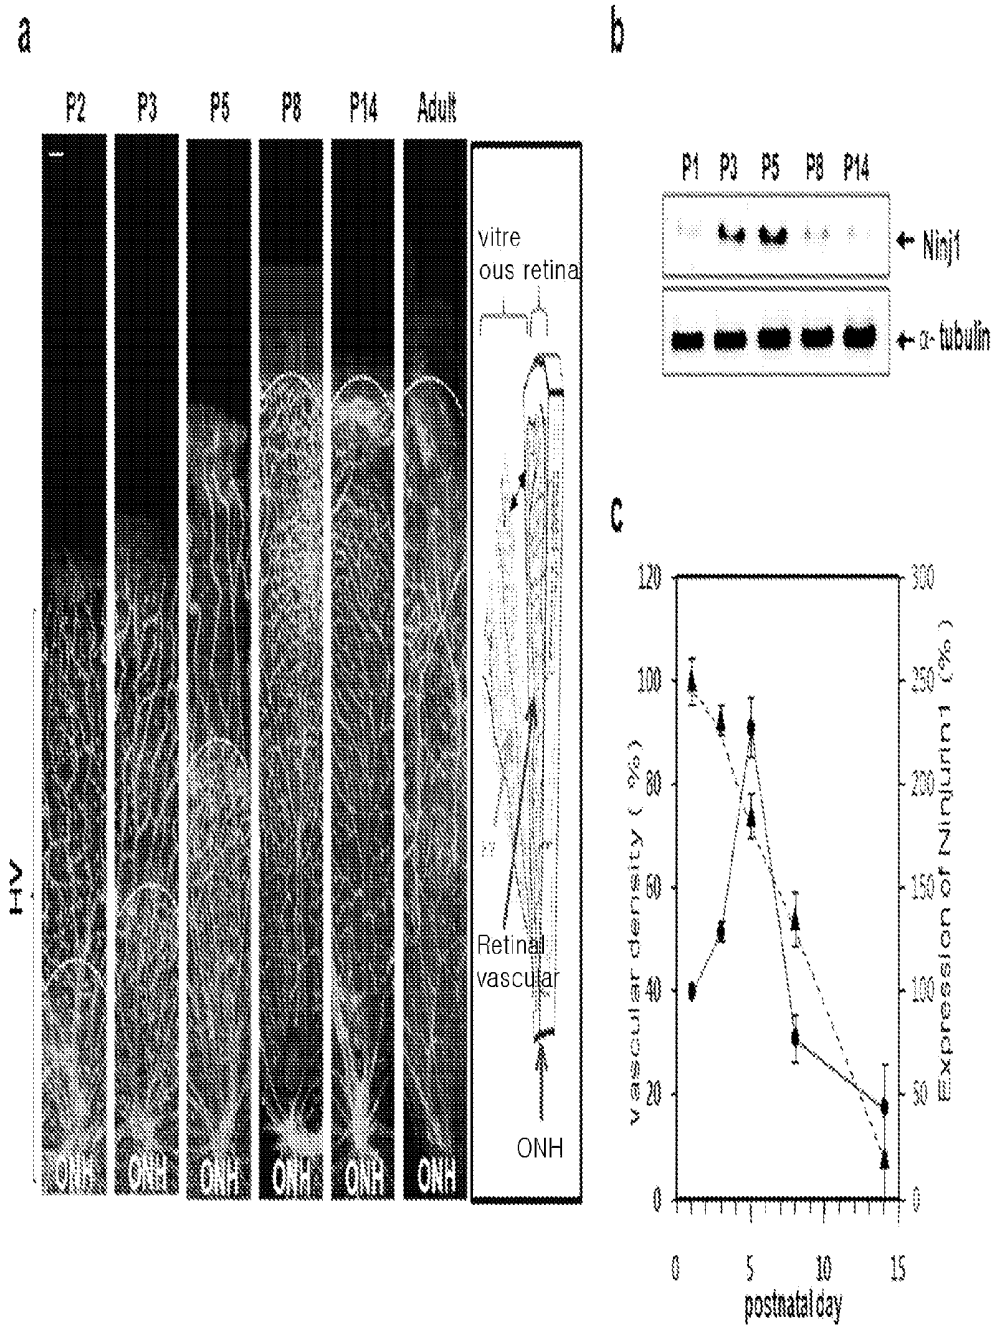 a
P2 P3 P5 P8 P14 Adult
vitre
ous retina
HV
Retinal
vascular
ONH
ONH ONH ONH ONH ONH ONH
b
P1 P3 P5 P8 P14
Ninj1
α- tubulin
c
120
100
80
60
40
20
0
vascular density ( %)
300
250
200
150
100
50
0
Expression of Ninjurin1 (%)
0 5 10 15
postnatal day